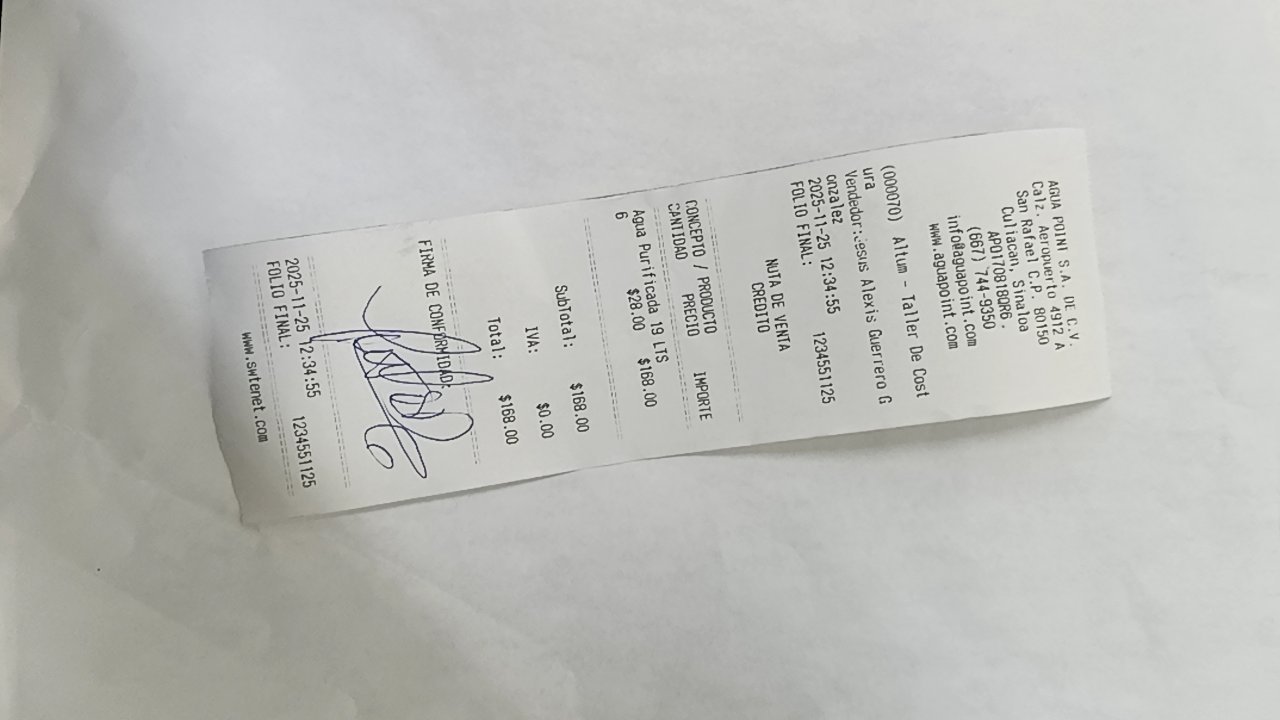 AGUA POINT S.A. DE C.V.
Calz. Aeropuerto 4912 A
San Rafael C.P. 80150
Culiacan, Sinaloa
APO170818QR6 .
(667) 744-9350
info@aguapoint.com
www.aguapoint.com
(000070) Altum - Taller De Cost
ura
Vendedor:Jesus Alexis Guerrero G
onzalez
2025-11-25 12:34:55
FOLIO FINAL: 1234551125
NOTA DE VENTA
CREDITO
CONCEPTO / PRODUCTO
CANTIDAD PRECIO IMPORTE
Agua Purificada 19 LTS
6 $28.00 $168.00
SubTotal: $168.00
IVA: $0.00
Total: $168.00
FIRMA DE CONFORMIDAD:
2025-11-25 12:34:55
FOLIO FINAL: 1234551125
www.swtenet.com